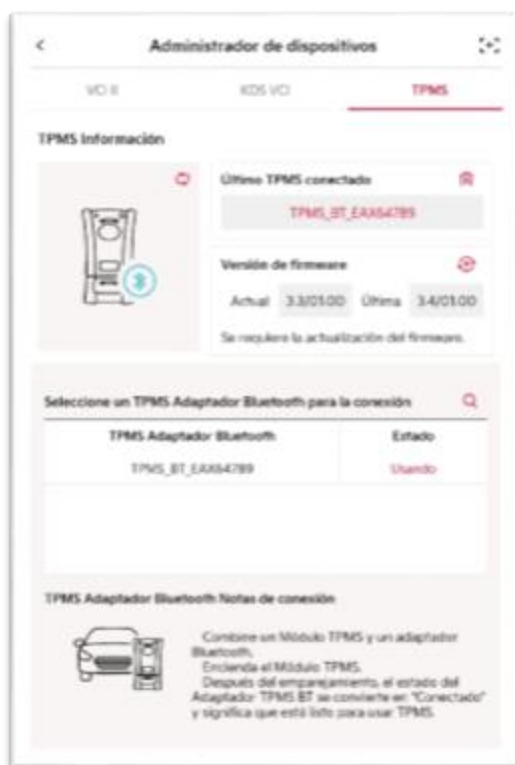 Administrador de dispositivos
VCI II KDS VCI TPMS
TPMS Información
Último TPMS conectado
TPMS_BT_EAX64789
Versión de firmware
Actual 3.3/01.00 Última 3.4/01.00
Se requiere la actualización del firmware.
Seleccione un TPMS Adaptador Bluetooth para la conexión
TPMS Adaptador Bluetooth Estado
TPMS_BT_EAX64789 Usando
TPMS Adaptador Bluetooth Notas de conexión
Combine un Módulo TPMS y un adaptador
Bluetooth.
Encienda el Módulo TPMS.
Después del emparejamiento, el estado del
Adaptador TPMS BT se convierte en "Conectado"
y significa que está listo para usar TPMS.